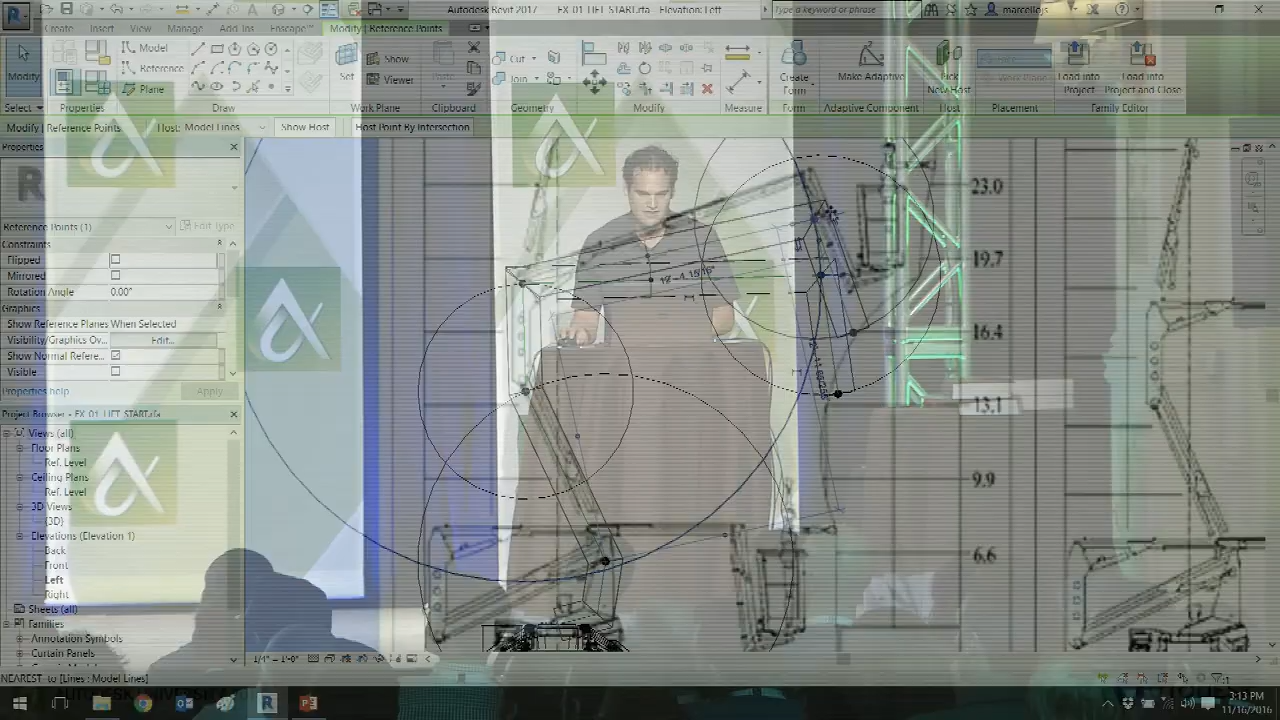 Autodesk Revit 2017
EX_01_LIFT_START.rfa - Elevation: Left
Type a keyword or phrase
marcellojs
Create
Insert
View
Manage
Add-Ins
Enscape™
Modify | Reference Points
Modify
Model
Reference
Plane
Set
Show
Viewer
Cut
Join
Create
Form
Make Adaptive
Pick
New Host
Work Plane
Load into
Project
Load into
Project and Close
Select
Properties
Draw
Work Plane
Clipboard
Geometry
Modify
Measure
Form
Adaptive Component
Host
Placement
Family Editor
Modify | Reference Points
Host:
Model Lines
Show Host
Host Point By Intersection
Properties
Reference Points (1)
Edit Type
Constraints
Flipped
Mirrored
Rotation Angle
0.00°
Graphics
Show Reference Planes
When Selected
Visibility/Graphics Ov...
Edit...
Show Normal Refere...
Visible
Properties help
Apply
Project Browser - EX_01_LIFT_START.rfa
Views (all)
Floor Plans
Ref. Level
Ceiling Plans
Ref. Level
3D Views
{3D}
Elevations (Elevation 1)
Back
Front
Left
Right
Sheets (all)
Families
Annotation Symbols
Curtain Panels
23.0
19.7
16.4
13.1
9.9
6.6
1/4" = 1'-0"
NEAREST to [Lines : Model Lines]
:1
3:13 PM
11/16/2016